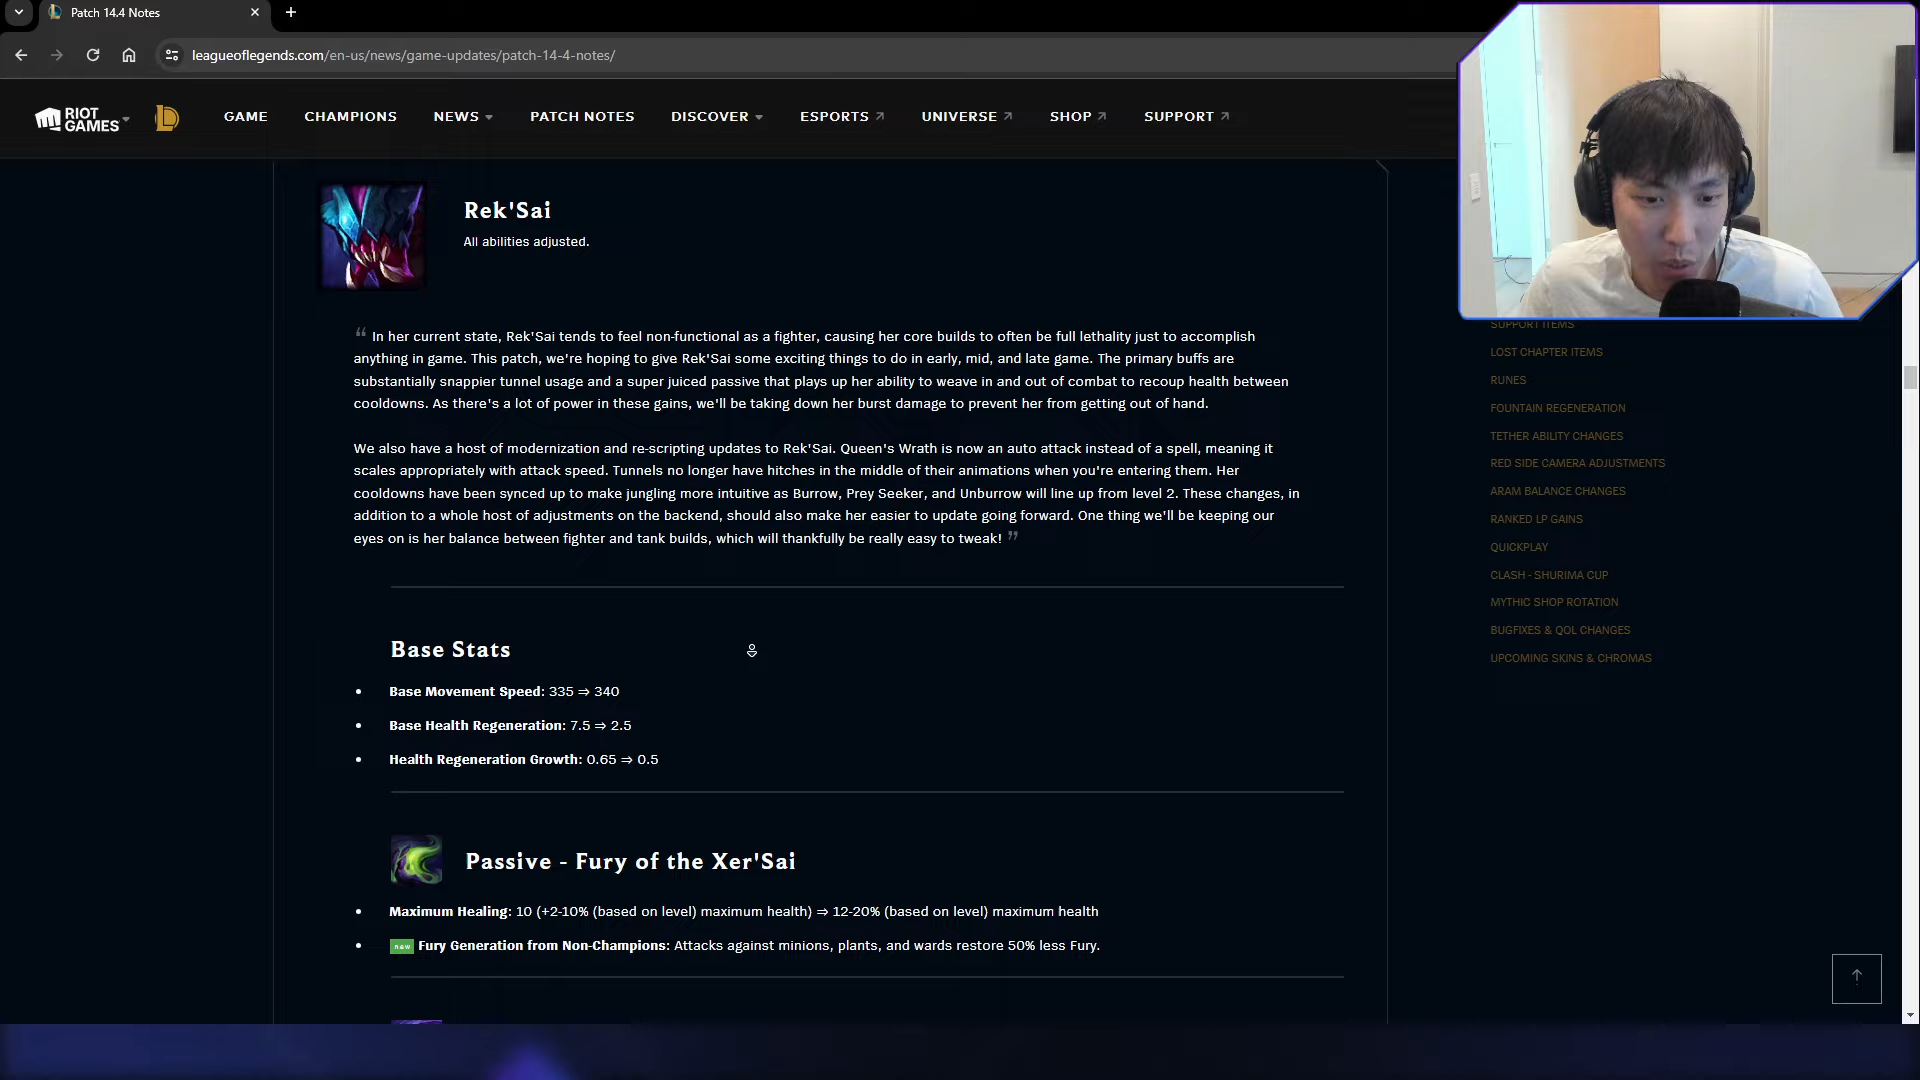 Patch 14.4 Notes
leagueoflegends.com/en-us/news/game-updates/patch-14-4-notes/
RIOT GAMES
GAME CHAMPIONS NEWS PATCH NOTES DISCOVER ESPORTS UNIVERSE SHOP SUPPORT
Rek'Sai
All abilities adjusted.
“ In her current state, Rek'Sai tends to feel non-functional as a fighter, causing her core builds to often be full lethality just to accomplish
anything in game. This patch, we're hoping to give Rek'Sai some exciting things to do in early, mid, and late game. The primary buffs are
substantially snappier tunnel usage and a super juiced passive that plays up her ability to weave in and out of combat to recoup health between
cooldowns. As there's a lot of power in these gains, we'll be taking down her burst damage to prevent her from getting out of hand.
We also have a host of modernization and re-scripting updates to Rek'Sai. Queen's Wrath is now an auto attack instead of a spell, meaning it
scales appropriately with attack speed. Tunnels no longer have hitches in the middle of their animations when you're entering them. Her
cooldowns have been synced up to make jungling more intuitive as Burrow, Prey Seeker, and Unburrow will line up from level 2. These changes, in
addition to a whole host of adjustments on the backend, should also make her easier to update going forward. One thing we'll be keeping our
eyes on is her balance between fighter and tank builds, which will thankfully be really easy to tweak! ”
Base Stats
• Base Movement Speed: 335 ⇒ 340
• Base Health Regeneration: 7.5 ⇒ 2.5
• Health Regeneration Growth: 0.65 ⇒ 0.5
Passive - Fury of the Xer'Sai
• Maximum Healing: 10 (+2-10% (based on level) maximum health) ⇒ 12-20% (based on level) maximum health
• new Fury Generation from Non-Champions: Attacks against minions, plants, and wards restore 50% less Fury.
SUPPORT ITEMS
LOST CHAPTER ITEMS
RUNES
FOUNTAIN REGENERATION
TETHER ABILITY CHANGES
RED SIDE CAMERA ADJUSTMENTS
ARAM BALANCE CHANGES
RANKED LP GAINS
QUICKPLAY
CLASH - SHURIMA CUP
MYTHIC SHOP ROTATION
BUGFIXES & QOL CHANGES
UPCOMING SKINS & CHROMAS